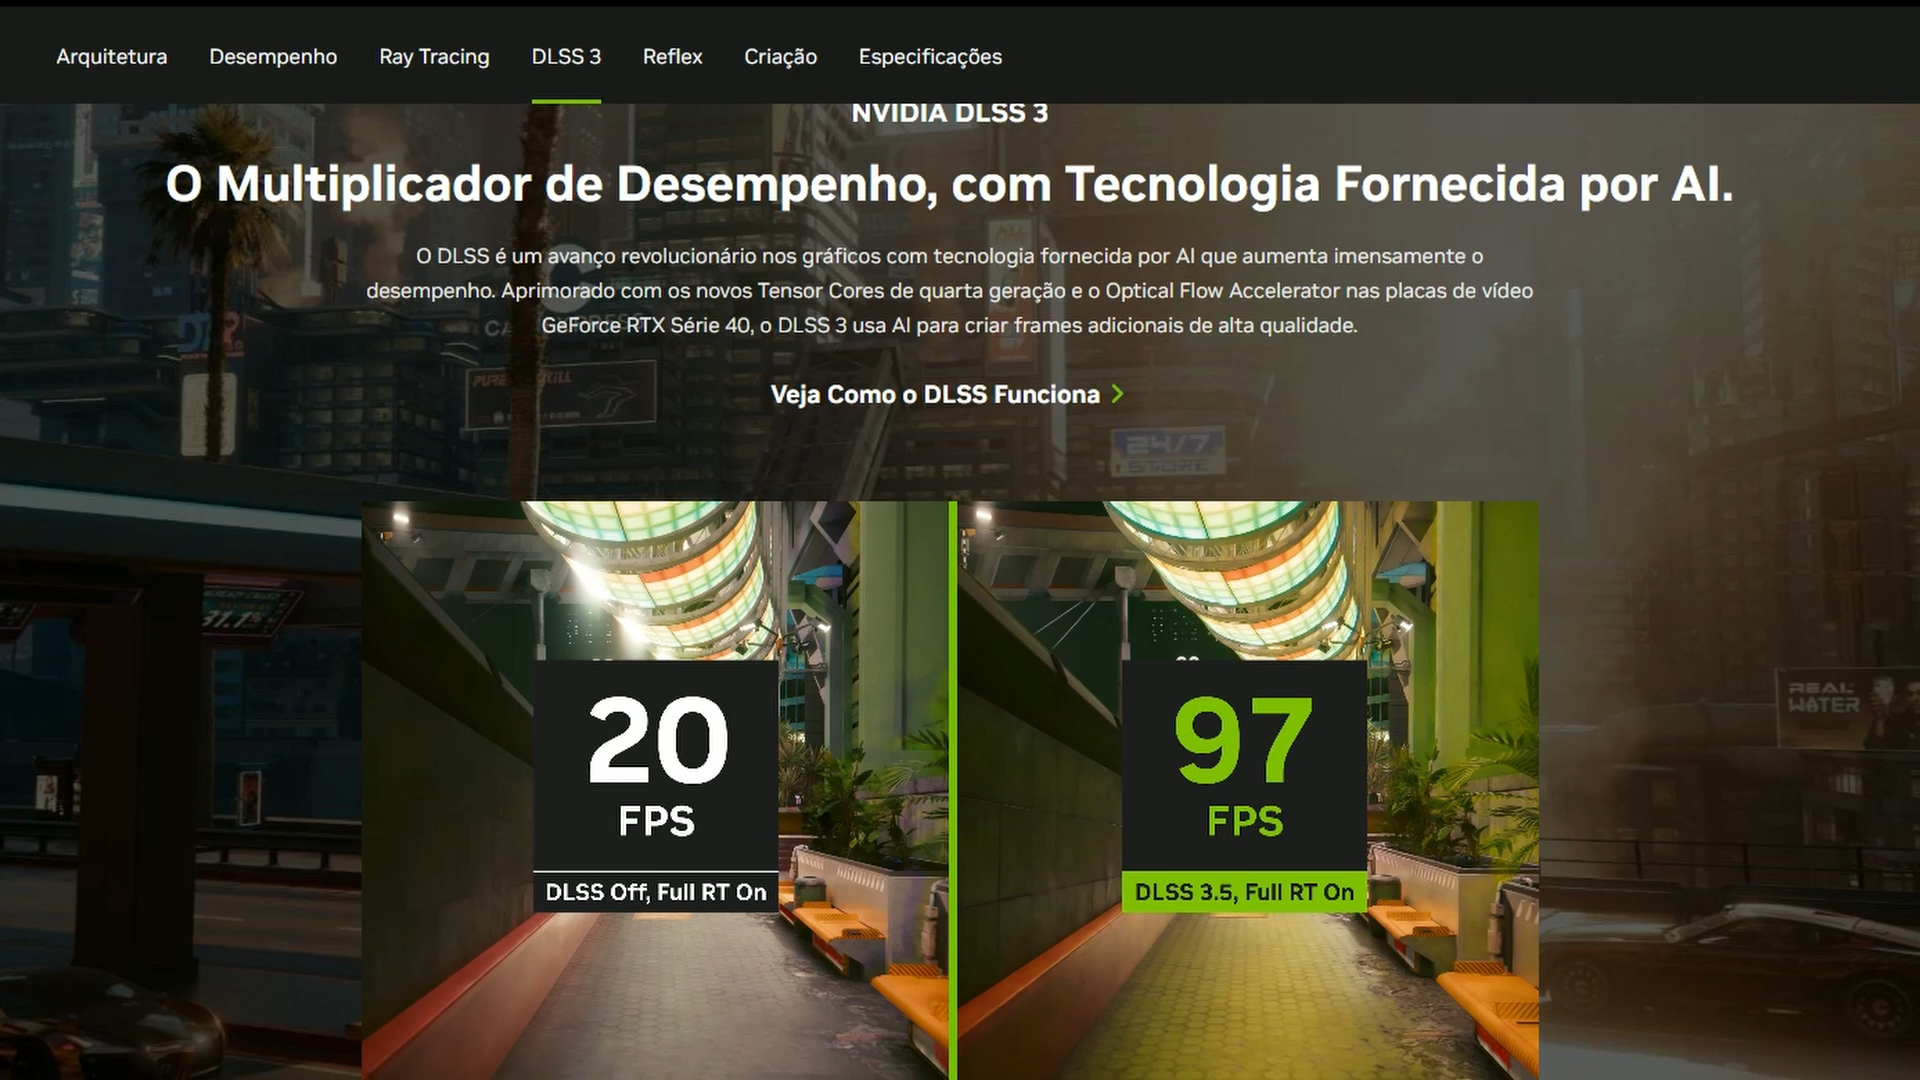 Arquitetura Desempenho Ray Tracing DLSS 3 Reflex Criação Especificações
NVIDIA DLSS 3
O Multiplicador de Desempenho, com Tecnologia Fornecida por AI.
O DLSS é um avanço revolucionário nos gráficos com tecnologia fornecida por AI que aumenta imensamente o
desempenho. Aprimorado com os novos Tensor Cores de quarta geração e o Optical Flow Accelerator nas placas de vídeo
GeForce RTX Série 40, o DLSS 3 usa AI para criar frames adicionais de alta qualidade.
Veja Como o DLSS Funciona
24/7
STORE
31.1%
REAL
WATER
20
FPS
DLSS Off, Full RT On
97
FPS
DLSS 3.5, Full RT On